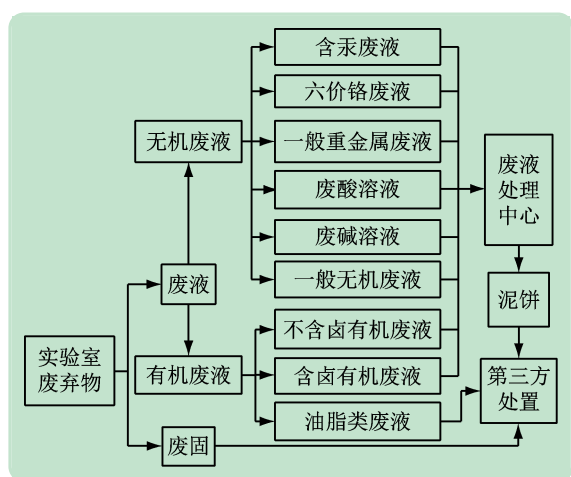 含汞废液
六价铬废液
无机废液
一般重金属废液
废液
处理
中心
废酸溶液
废碱溶液
一般无机废液
废液
泥饼
不含卤有机废液
实验室
废弃物
有机废液
含卤有机废液
第三方
处置
油脂类废液
废固